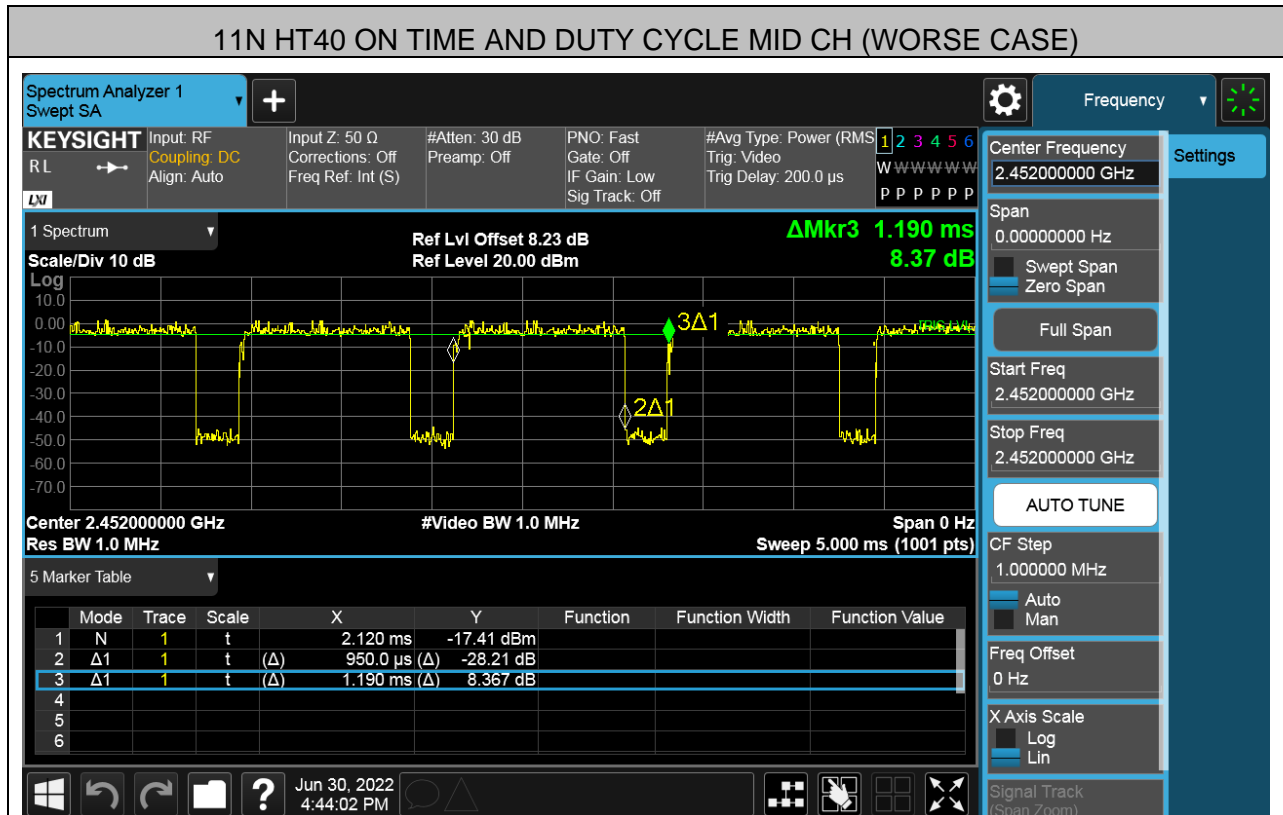 11N HT40 ON TIME AND DUTY CYCLE MID CH (WORSE CASE)
Spectrum Analyzer 1
Swept SA
Frequency
KEYSIGHT
RL
LXI
Input: RF
Coupling: DC
Align: Auto
Input Z: 50 Ω
Corrections: Off
Freq Ref: Int (S)
#Atten: 30 dB
Preamp: Off
PNO: Fast
Gate: Off
IF Gain: Low
Sig Track: Off
#Avg Type: Power (RMS
Trig: Video
Trig Delay: 200.0 µs
1 2 3 4 5 6
W W W W W W
P P P P P P
1 Spectrum
Scale/Div 10 dB
Ref Lvl Offset 8.23 dB
Ref Level 20.00 dBm
ΔMkr3 1.190 ms
8.37 dB
Log
10.0
0.00
-10.0
-20.0
-30.0
-40.0
-50.0
-60.0
-70.0
3Δ1
2Δ1
TRIG LVL
Center 2.452000000 GHz
#Video BW 1.0 MHz
Span 0 Hz
Res BW 1.0 MHz
Sweep 5.000 ms (1001 pts)
5 Marker Table
Mode Trace Scale X Y Function Function Width Function Value
1 N 1 t 2.120 ms -17.41 dBm
2 Δ1 1 t (Δ) 950.0 µs (Δ) -28.21 dB
3 Δ1 1 t (Δ) 1.190 ms (Δ) 8.367 dB
4
5
6
?
Jun 30, 2022
4:44:02 PM
Center Frequency
2.452000000 GHz
Span
0.00000000 Hz
Swept Span
Zero Span
Full Span
Start Freq
2.452000000 GHz
Stop Freq
2.452000000 GHz
AUTO TUNE
CF Step
1.000000 MHz
Auto
Man
Freq Offset
0 Hz
X Axis Scale
Log
Lin
Signal Track
(Span Zoom)
Settings